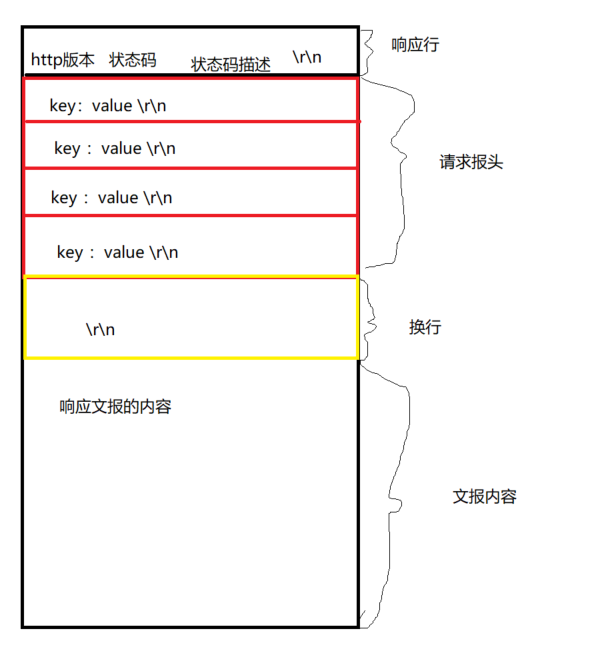 http版本 状态码 状态码描述 \r\n
响应行
key：value \r\n
key ：value \r\n
请求报头
key ：value \r\n
key ：value \r\n
\r\n
换行
响应文报的内容
文报内容